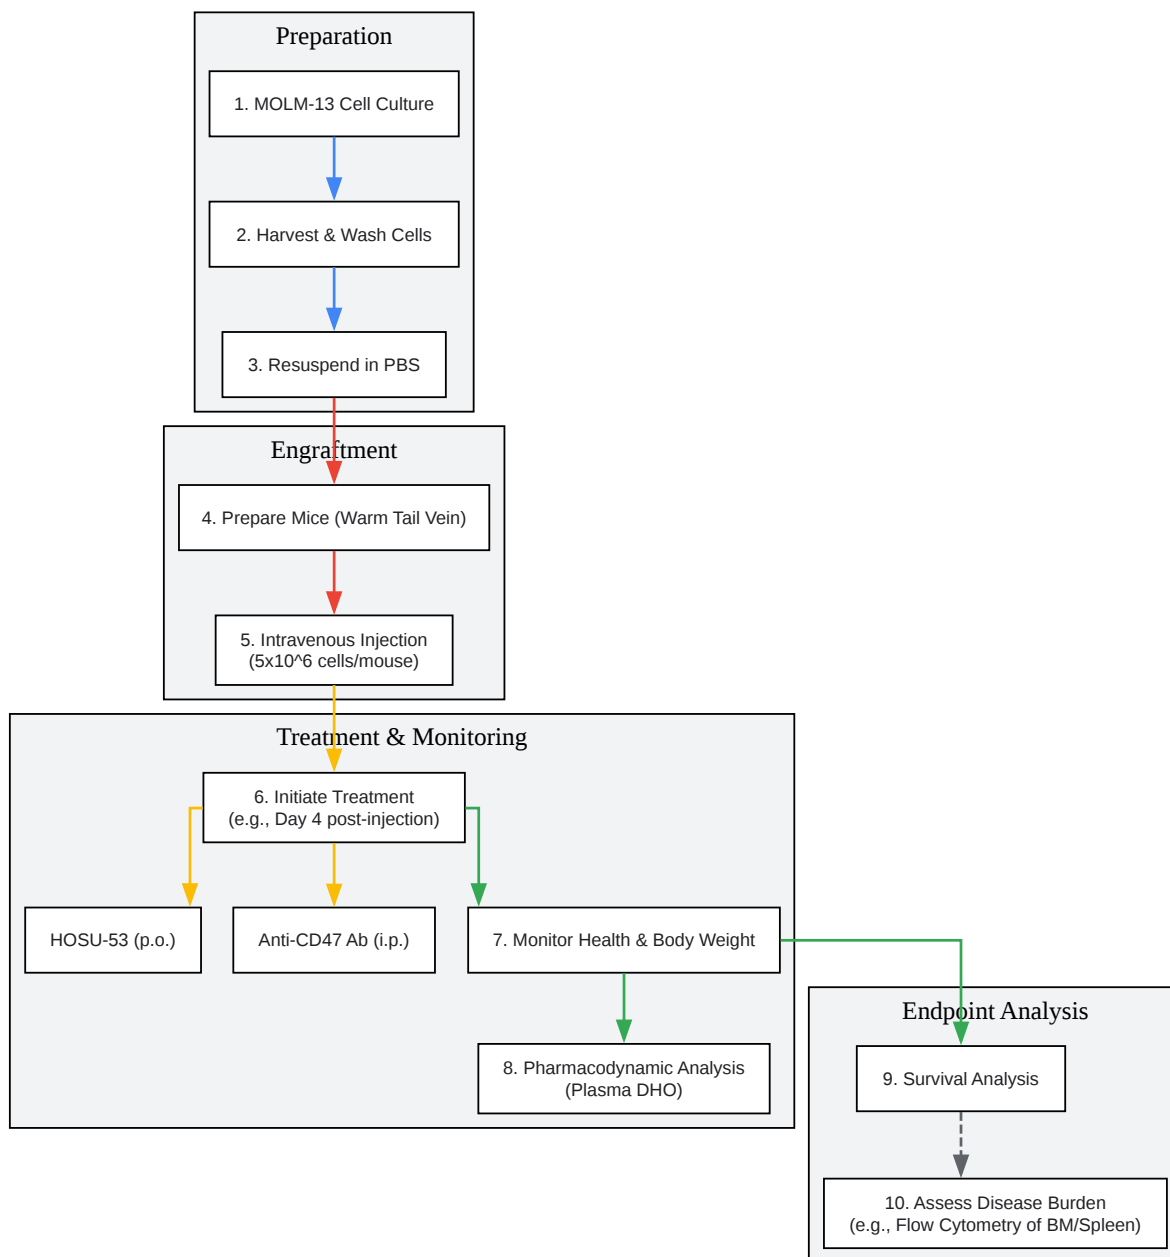 Preparation
1. MOLM-13 Cell Culture
2. Harvest & Wash Cells
3. Resuspend in PBS
Engraftment
4. Prepare Mice (Warm Tail Vein)
5. Intravenous Injection
(5x10^6 cells/mouse)
Treatment & Monitoring
6. Initiate Treatment
(e.g., Day 4 post-injection)
HOSU-53 (p.o.)
Anti-CD47 Ab (i.p.)
7. Monitor Health & Body Weight
8. Pharmacodynamic Analysis
(Plasma DHO)
Endpoint Analysis
9. Survival Analysis
10. Assess Disease Burden
(e.g., Flow Cytometry of BM/Spleen)